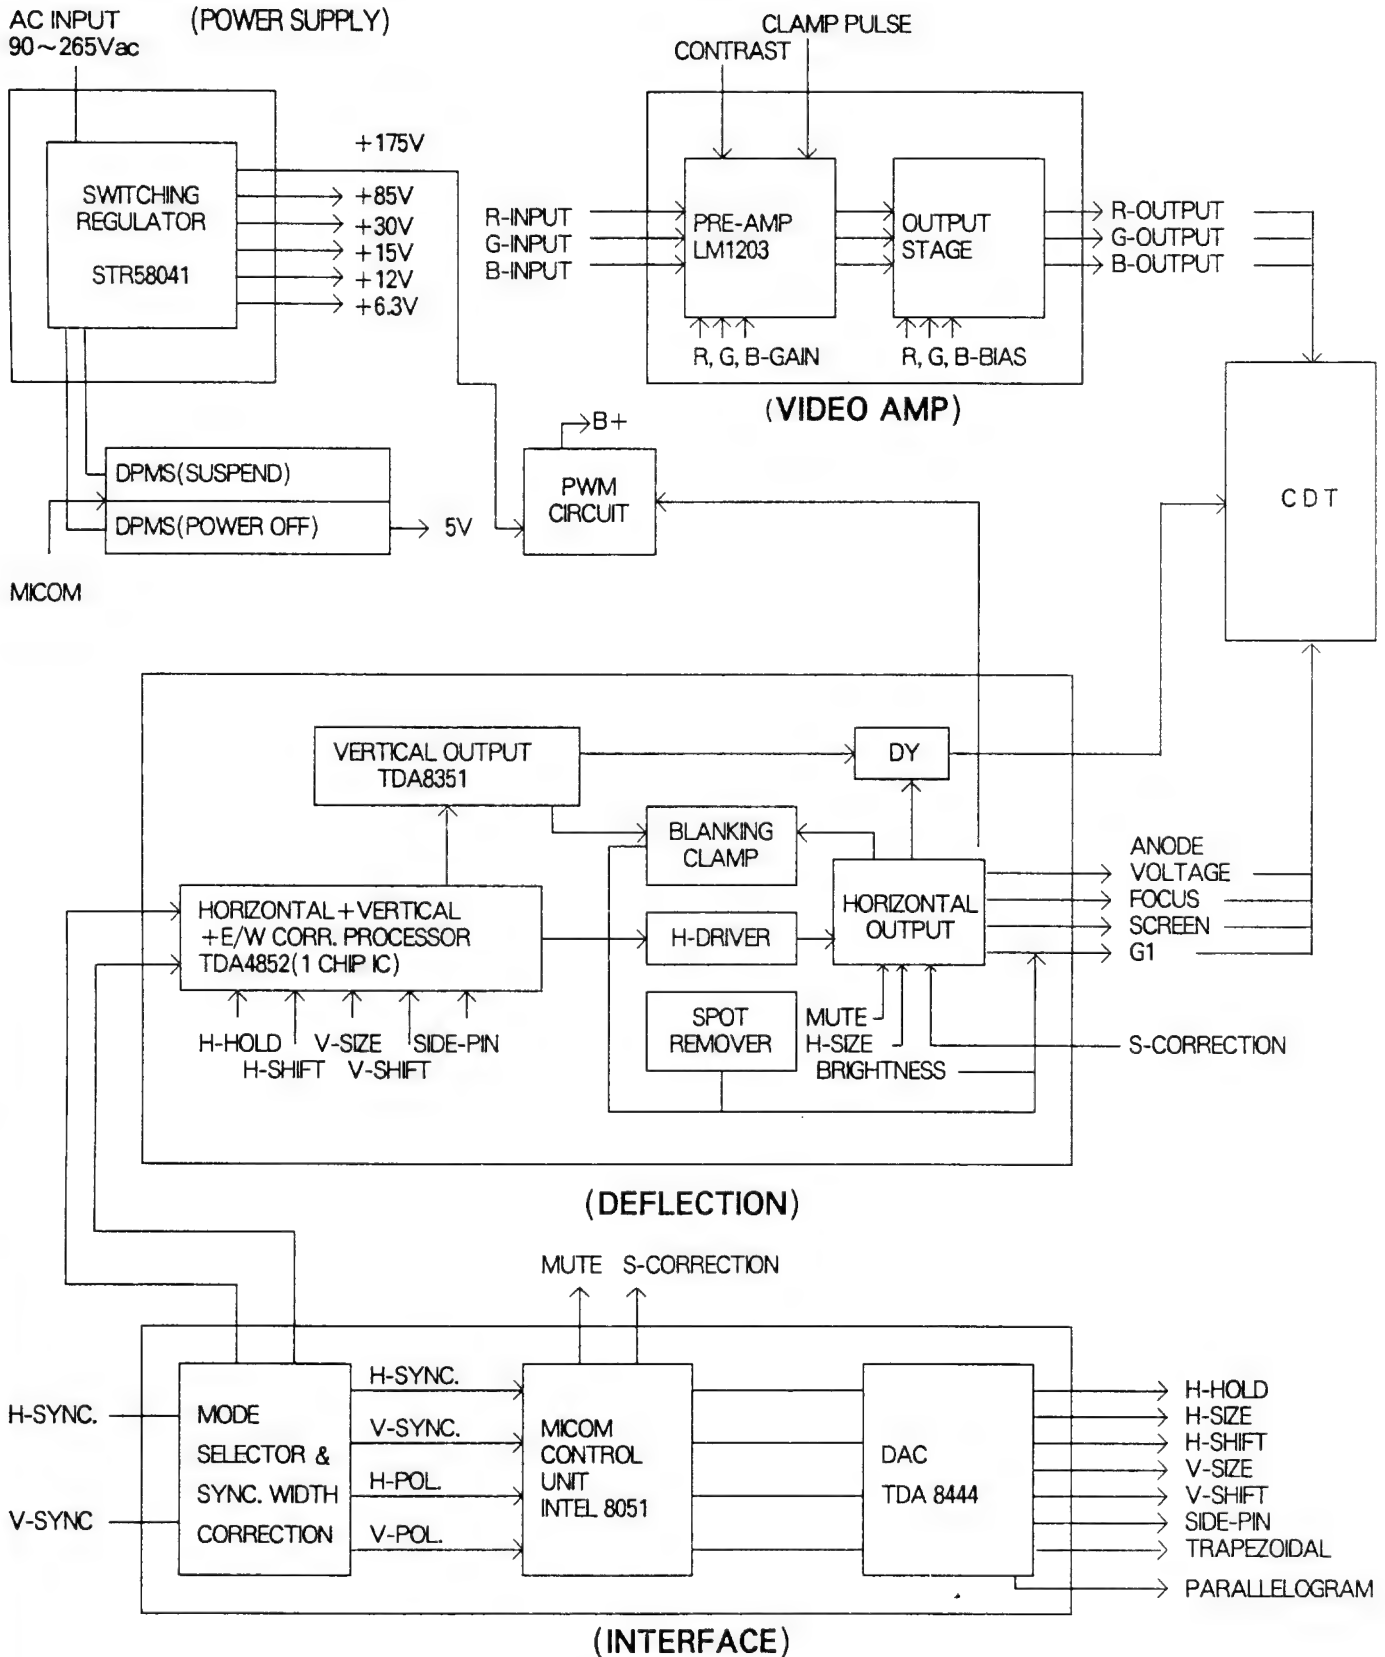 AC INPUT
90~265Vac
(POWER SUPPLY)
SWITCHING
REGULATOR
STR58041
+175V
+85V
+30V
+15V
+12V
+6.3V
DPMS(SUSPEND)
DPMS(POWER OFF)
5V
MICOM
B+
PWM
CIRCUIT
CLAMP PULSE
CONTRAST
R-INPUT
G-INPUT
B-INPUT
PRE-AMP
LM1203
OUTPUT
STAGE
R, G, B-GAIN
R, G, B-BIAS
R-OUTPUT
G-OUTPUT
B-OUTPUT
(VIDEO AMP)
CDT
VERTICAL OUTPUT
TDA8351
DY
BLANKING
CLAMP
HORIZONTAL+VERTICAL
+E/W CORR. PROCESSOR
TDA4852(1 CHIP IC)
H-DRIVER
HORIZONTAL
OUTPUT
ANODE
VOLTAGE
FOCUS
SCREEN
G1
H-HOLD
V-SIZE
SIDE-PIN
H-SHIFT
V-SHIFT
SPOT
REMOVER
MUTE
H-SIZE
BRIGHTNESS
S-CORRECTION
(DEFLECTION)
MUTE
S-CORRECTION
H-SYNC.
V-SYNC
MODE
SELECTOR &
SYNC. WIDTH
CORRECTION
H-SYNC.
V-SYNC.
H-POL.
V-POL.
MICOM
CONTROL
UNIT
INTEL 8051
DAC
TDA 8444
H-HOLD
H-SIZE
H-SHIFT
V-SIZE
V-SHIFT
SIDE-PIN
TRAPEZOIDAL
PARALLELOGRAM
(INTERFACE)